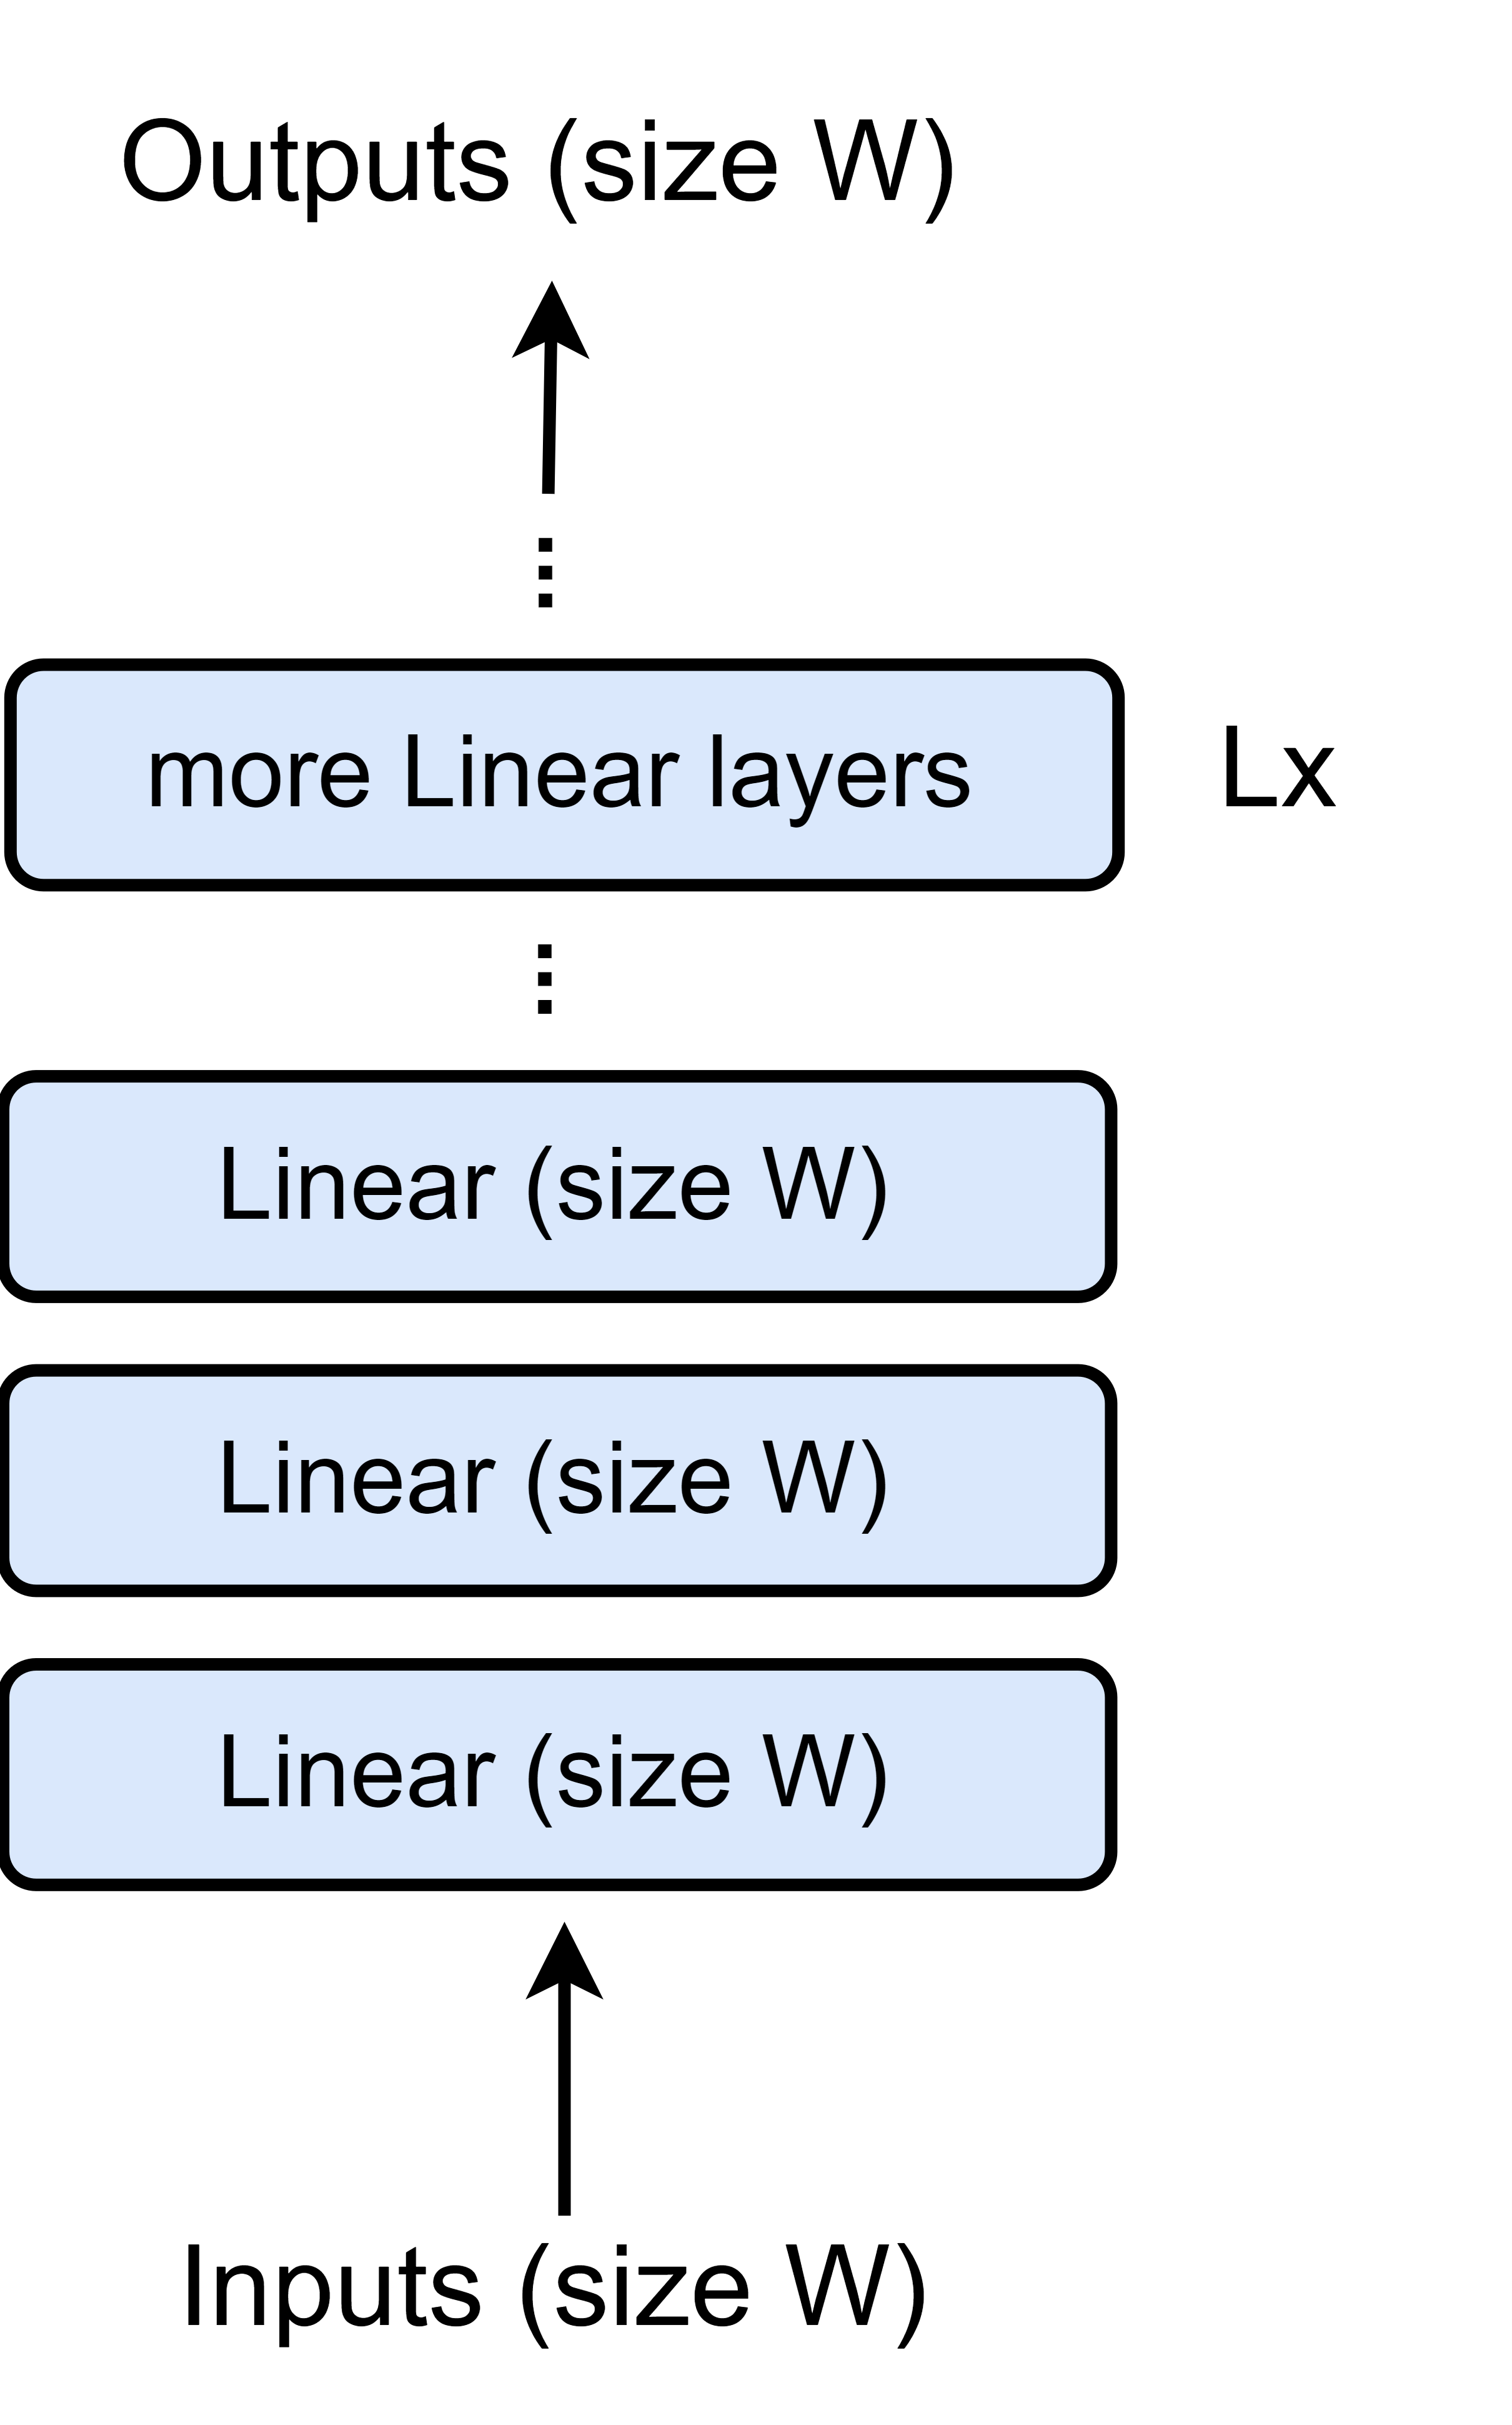 Outputs (size W)
more Linear layers
Lx
Linear (size W)
Linear (size W)
Linear (size W)
Inputs (size W)